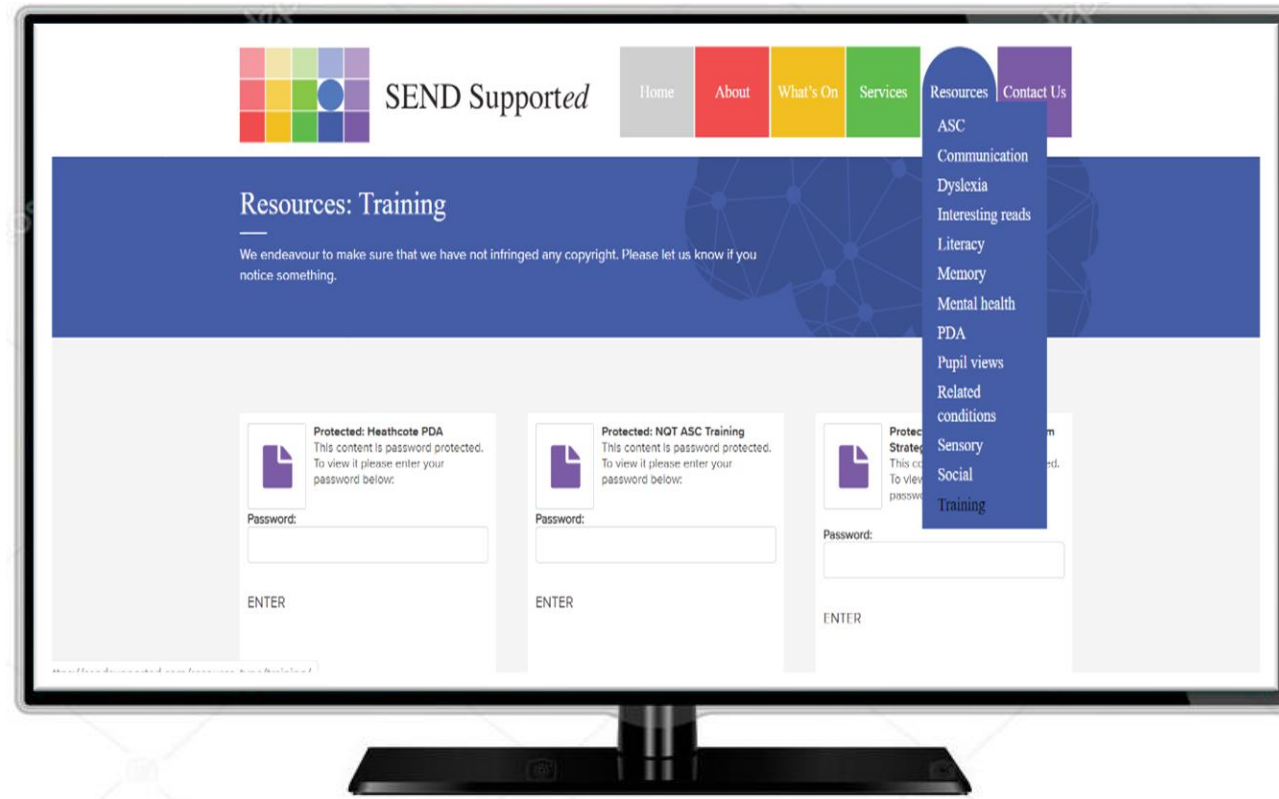 SEND Supported
Home
About
What's On
Services
Resources
Contact Us
ASC
Communication
Dyslexia
Interesting reads
Literacy
Memory
Mental health
PDA
Pupil views
Related
conditions
Sensory
Social
Training
Resources: Training
We endeavour to make sure that we have not infringed any copyright. Please let us know if you
notice something.
Protected: Heathcote PDA
This content is password protected.
To view it please enter your
password below:
Password:
ENTER
Protected: NQT ASC Training
This content is password protected.
To view it please enter your
password below:
Password:
ENTER
Password:
ENTER